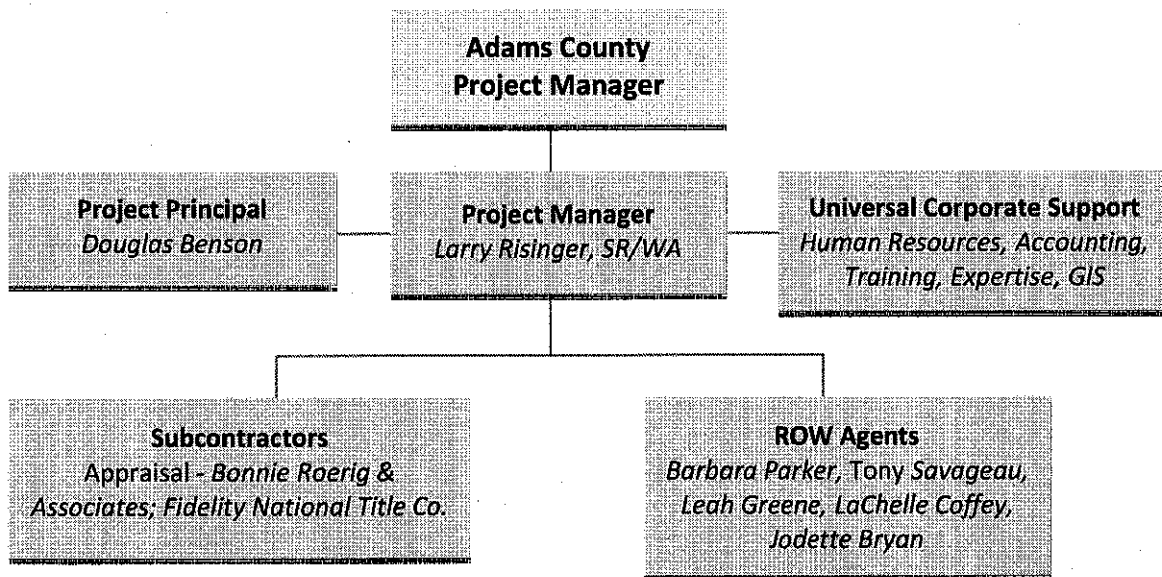 Adams County
Project Manager
Project Principal
Douglas Benson
Project Manager
Larry Risinger, SR/WA
Universal Corporate Support
Human Resources, Accounting,
Training, Expertise, GIS
Subcontractors
Appraisal - Bonnie Roerig &
Associates; Fidelity National Title Co.
ROW Agents
Barbara Parker, Tony Savageau,
Leah Greene, LaChelle Coffey,
Jodette Bryan